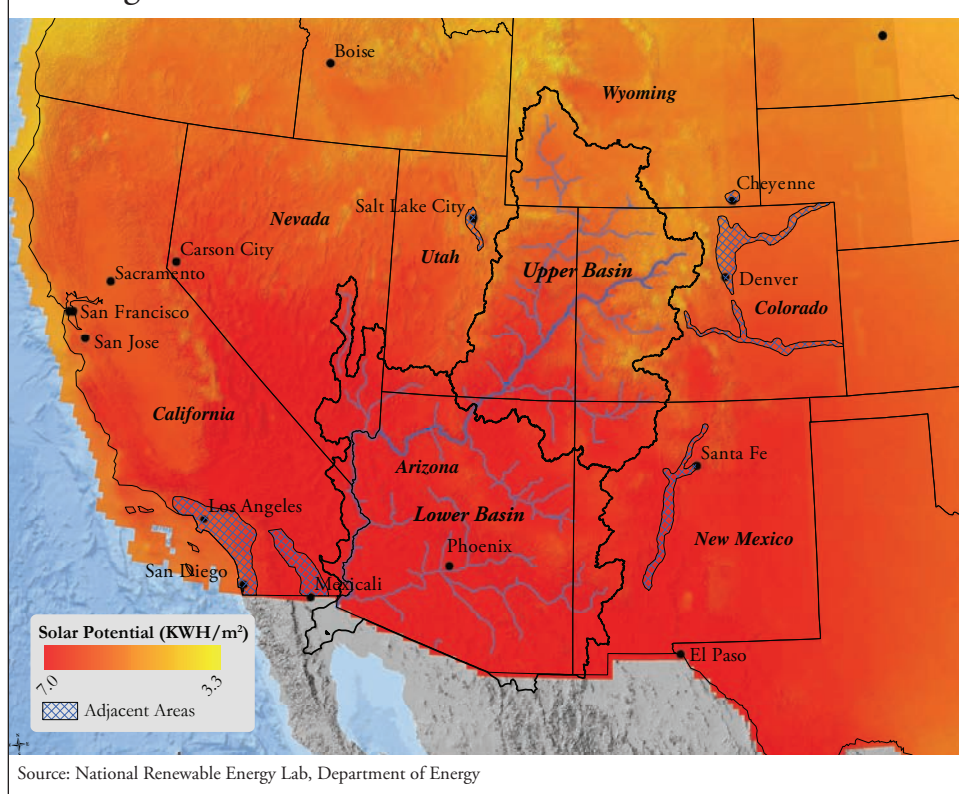 Boise
Wyoming
Cheyenne
Salt Lake City
Nevada
Utah
Carson City
Upper Basin
Sacramento
Denver
Colorado
San Francisco
San Jose
California
Santa Fe
Arizona
Los Angeles
Lower Basin
New Mexico
Phoenix
San Diego
Mexicali
El Paso
Solar Potential (KWH/m²)
7.0
3.3
Adjacent Areas
Source: National Renewable Energy Lab, Department of Energy